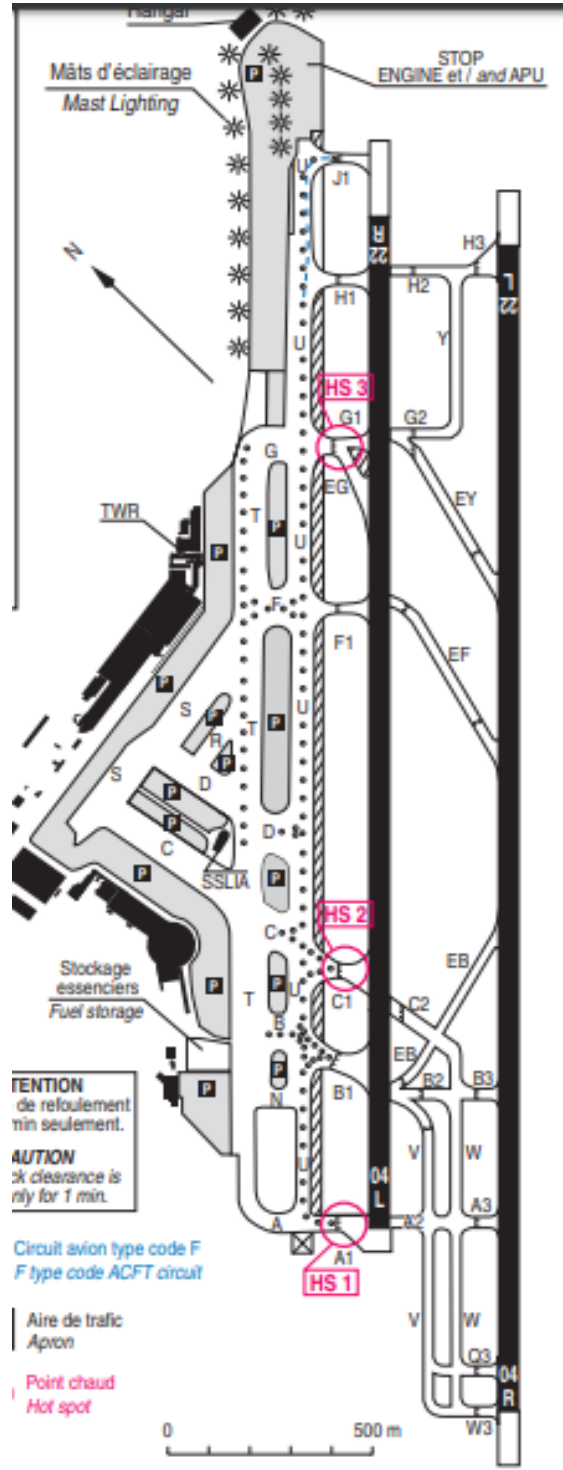 Hangar
Mâts d'éclairage
Mast Lighting
STOP
ENGINE et / and APU
N
P
U
J1
22
R
H3
H1
H2
22
L
U
Y
HS 3
G1
G2
G
EG
EY
TWR
T
P
U
P
F
F1
EF
P
S
P
U
T
P
R
P
S
D
P
P
D
C
P
SSLIA
P
HS 2
C
EB
Stockage
essenciers
Fuel storage
P
T
P
U
C1
C2
B
EB
P
B1
B2
B3
P
N
TENTION
de refoulement
min seulement.
AUTION
ck clearance is
nly for 1 min.
V
W
U
04
L
A
A2
A3
A1
HS 1
Circuit avion type code F
F type code ACFT circuit
V
W
Aire de trafic
Apron
Q3
04
R
Point chaud
Hot spot
W3
0
500 m